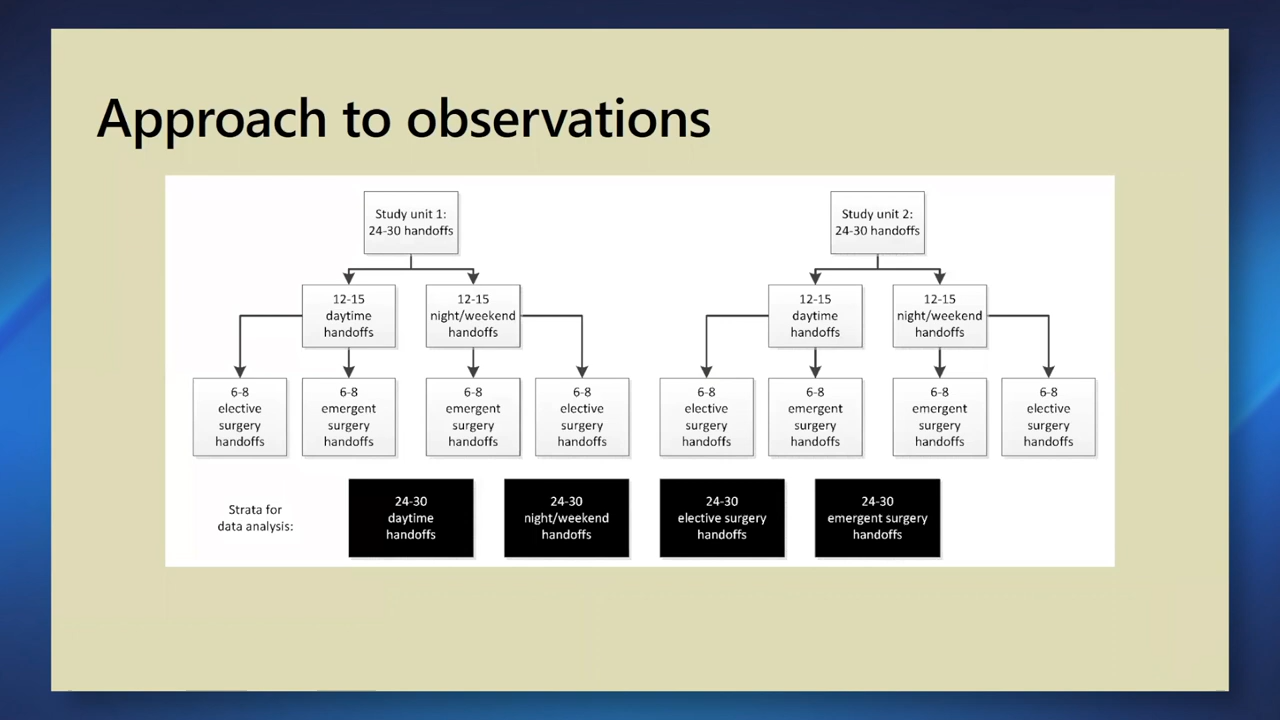 Approach to observations
Study unit 1:
24-30 handoffs
Study unit 2:
24-30 handoffs
12-15
daytime
handoffs
12-15
night/weekend
handoffs
12-15
daytime
handoffs
12-15
night/weekend
handoffs
6-8
elective
surgery
handoffs
6-8
emergent
surgery
handoffs
6-8
emergent
surgery
handoffs
6-8
elective
surgery
handoffs
6-8
elective
surgery
handoffs
6-8
emergent
surgery
handoffs
6-8
emergent
surgery
handoffs
6-8
elective
surgery
handoffs
Strata for
data analysis:
24-30
daytime
handoffs
24-30
night/weekend
handoffs
24-30
elective surgery
handoffs
24-30
emergent surgery
handoffs